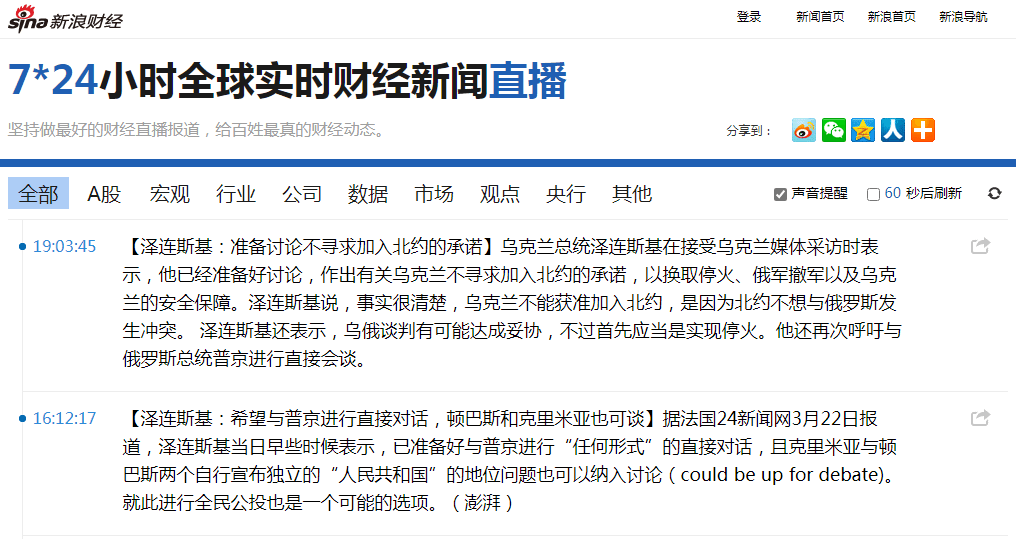 sina新浪财经
登录 新闻首页 新浪首页 新浪导航
7*24小时全球实时财经新闻直播
坚持做最好的财经直播报道，给百姓最真的财经动态。
分享到：
全部 A股 宏观 行业 公司 数据 市场 观点 央行 其他
声音提醒 60 秒后刷新
19:03:45
【泽连斯基：准备讨论不寻求加入北约的承诺】乌克兰总统泽连斯基在接受乌克兰媒体采访时表
示，他已经准备好讨论，作出有关乌克兰不寻求加入北约的承诺，以换取停火、俄军撤军以及乌克
兰的安全保障。泽连斯基说，事实很清楚，乌克兰不能获准加入北约，是因为北约不想与俄罗斯发
生冲突。 泽连斯基还表示，乌俄谈判有可能达成妥协，不过首先应当是实现停火。他还再次呼吁与
俄罗斯总统普京进行直接会谈。
16:12:17
【泽连斯基：希望与普京进行直接对话，顿巴斯和克里米亚也可谈】据法国24新闻网3月22日报
道，泽连斯基当日早些时候表示，已准备好与普京进行“任何形式”的直接对话，且克里米亚与顿
巴斯两个自行宣布独立的“人民共和国”的地位问题也可以纳入讨论（could be up for debate)。
就此进行全民公投也是一个可能的选项。（澎湃）